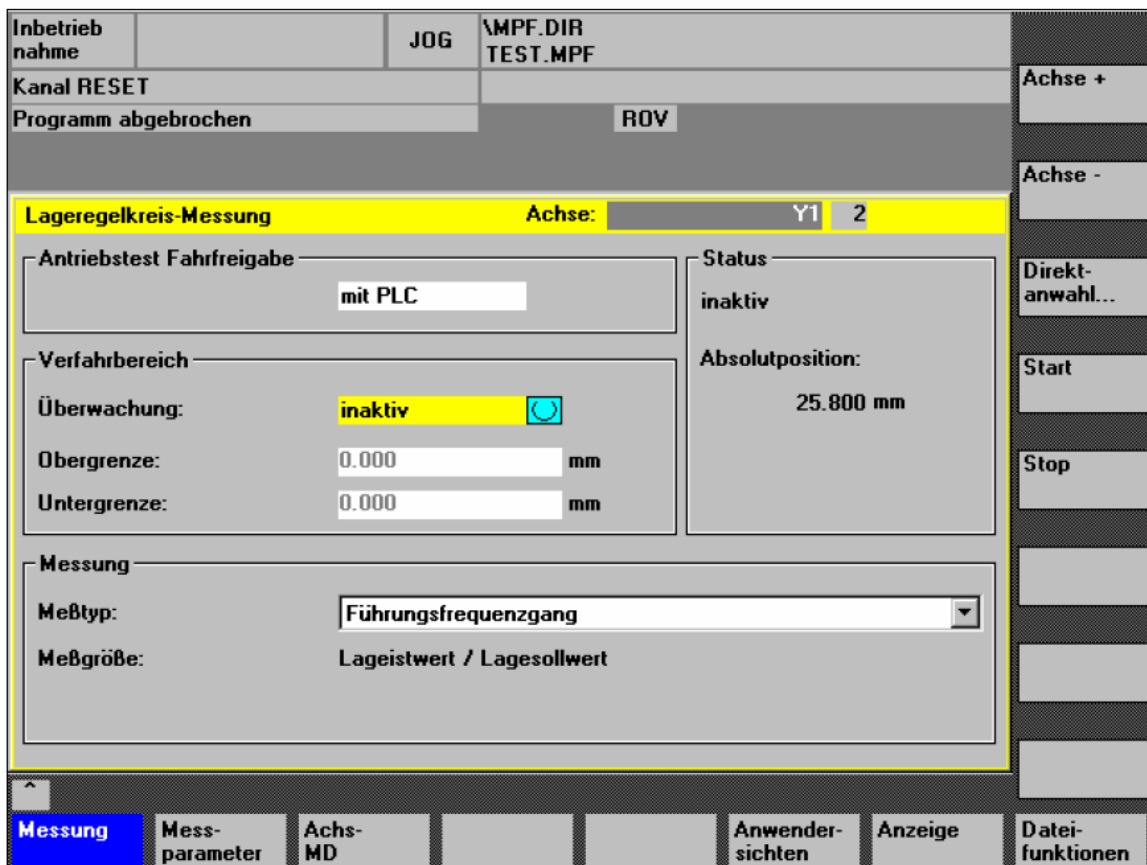 Inbetrieb
nahme
JOG
\MPF.DIR
TEST.MPF
Kanal RESET
Programm abgebrochen
ROV
Lageregelkreis-Messung
Achse:
Y1
2
Antriebstest Fahrfreigabe
mit PLC
Status
inaktiv
Absolutposition:
25.800 mm
Verfahrbereich
Überwachung:
inaktiv
Obergrenze:
0.000
mm
Untergrenze:
0.000
mm
Messung
Meßtyp:
Führungsfrequenzgang
Meßgröße:
Lageistwert / Lagesollwert
Achse +
Achse -
Direkt-
anwahl...
Start
Stop
^
Messung
Mess-
parameter
Achs-
MD
Anwender-
sichten
Anzeige
Datei-
funktionen